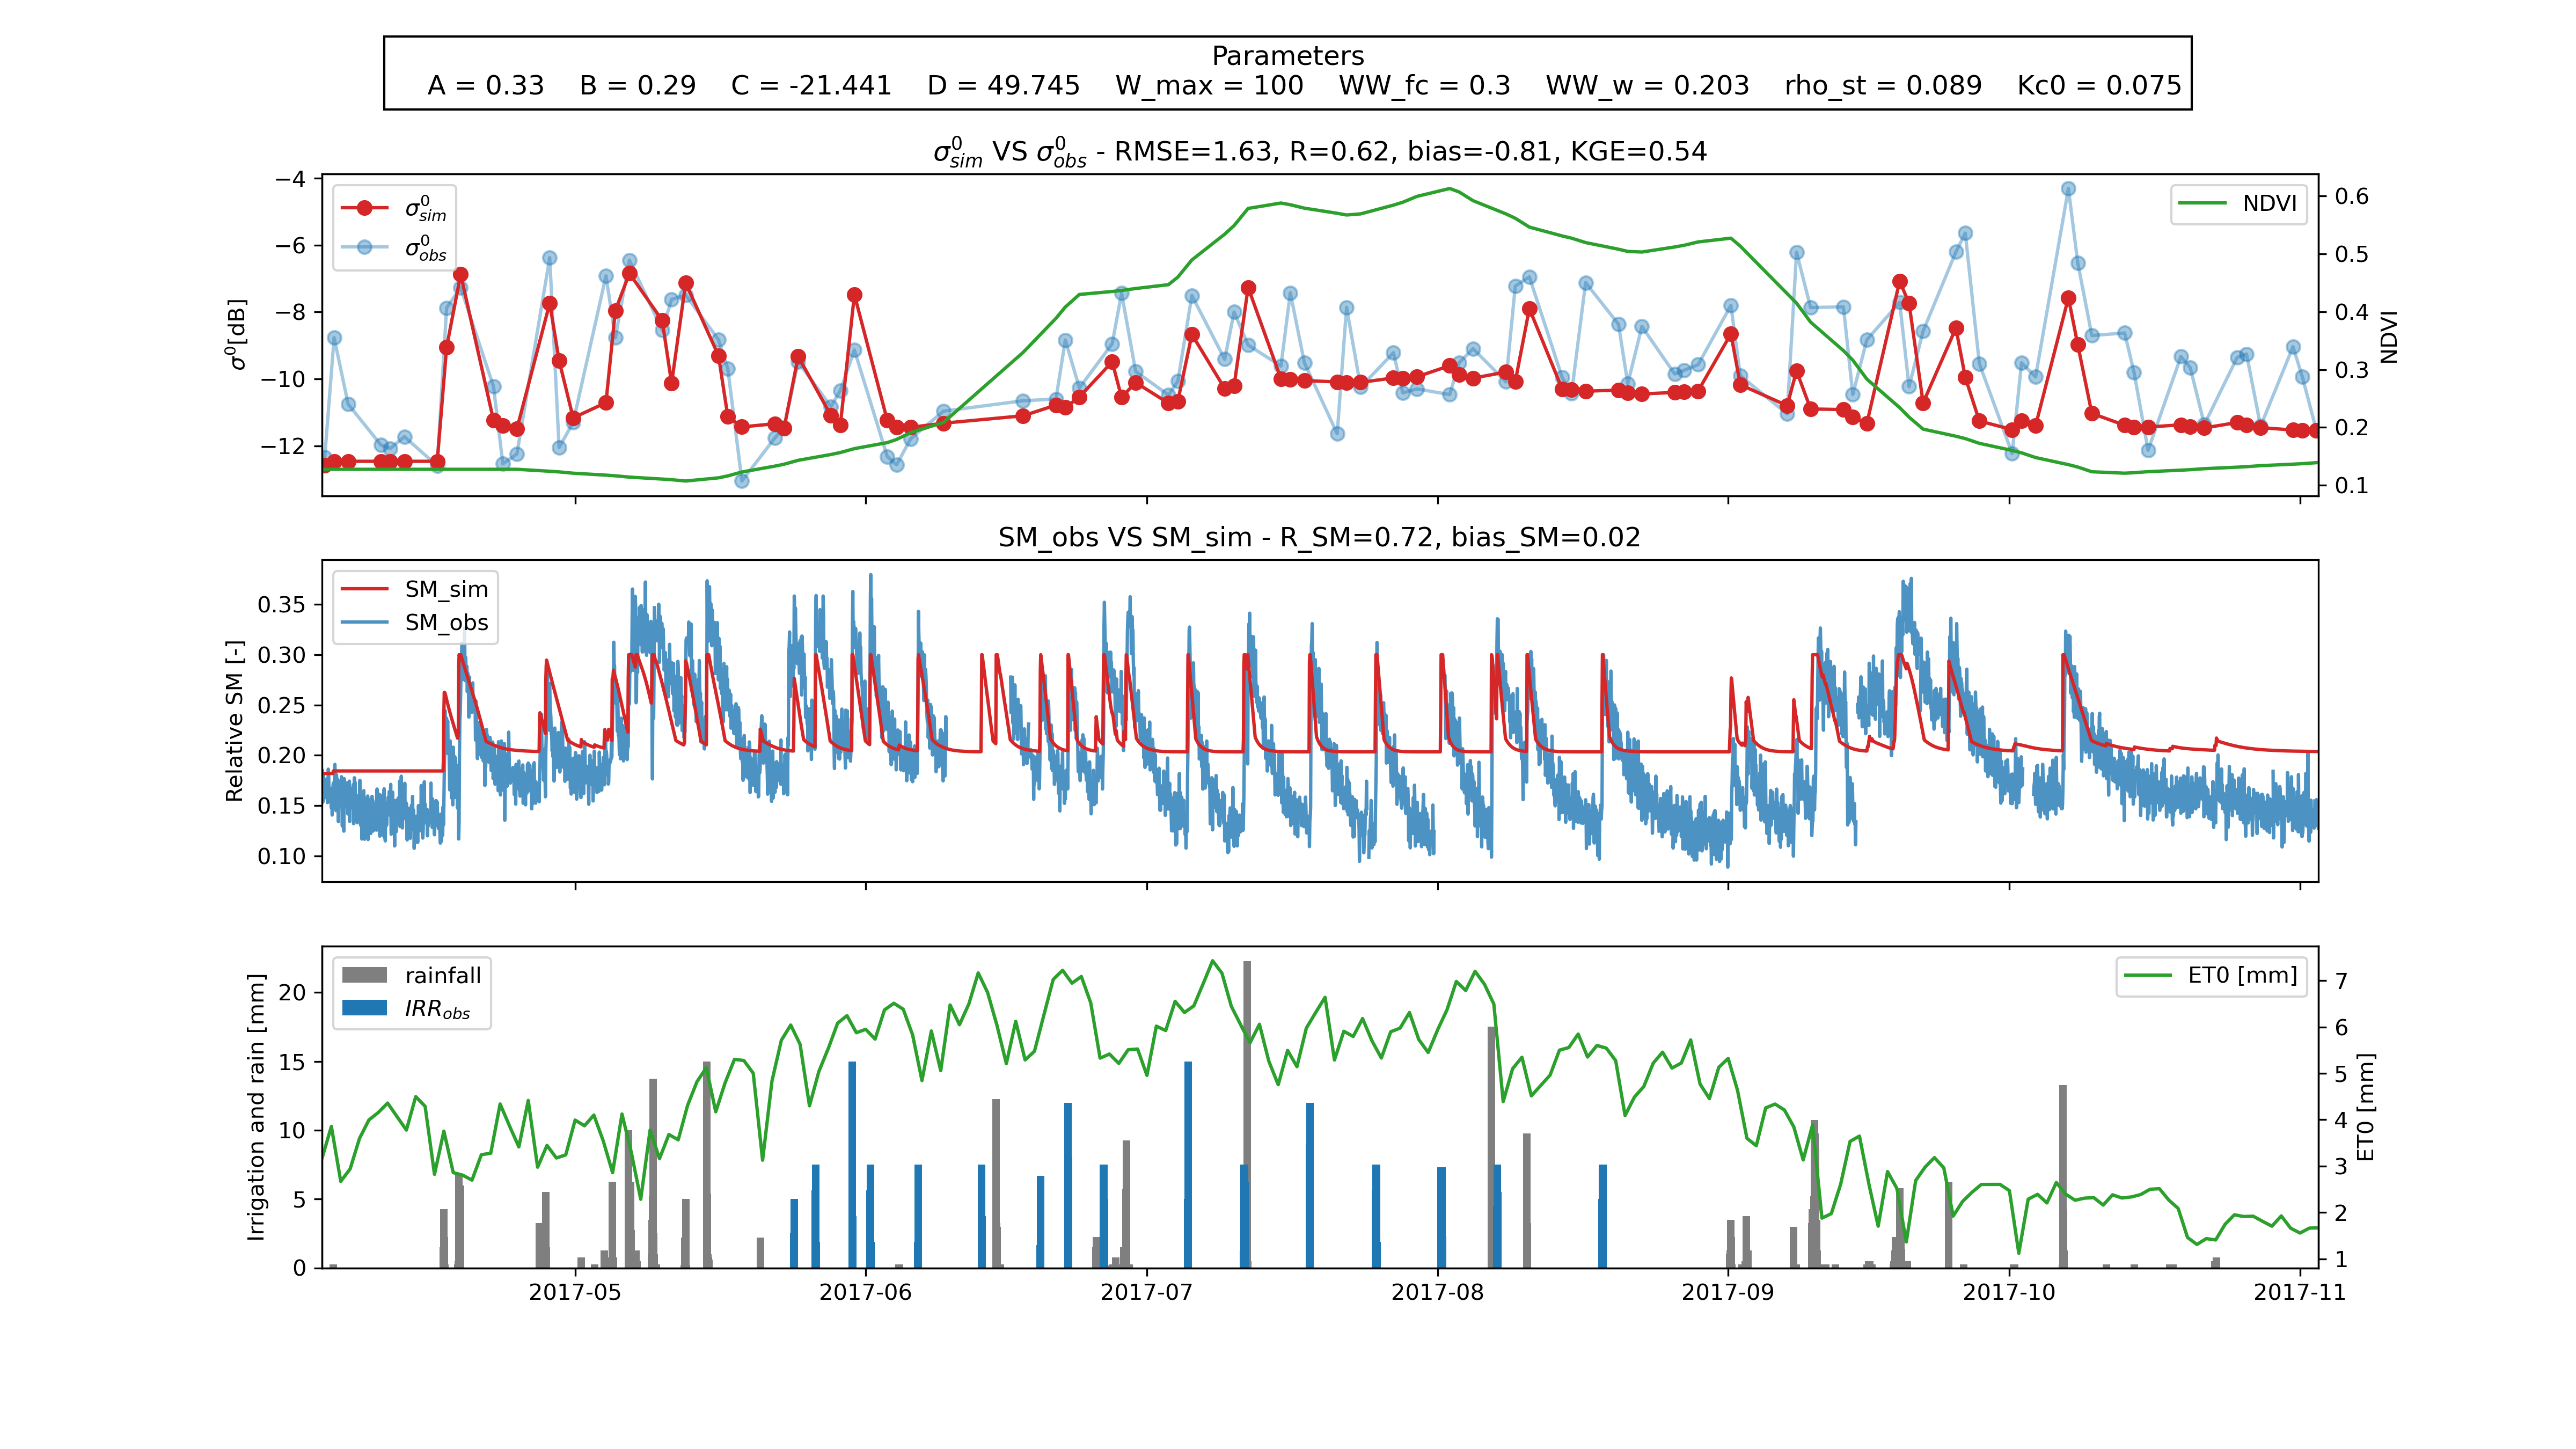 Parameters
A = 0.33 B = 0.29 C = -21.441 D = 49.745 W_max = 100 WW_fc = 0.3 WW_w = 0.203 rho_st = 0.089 Kc0 = 0.075
σ⁰sim VS σ⁰obs - RMSE=1.63, R=0.62, bias=-0.81, KGE=0.54
σ⁰sim
σ⁰obs
NDVI
−4
−6
−8
−10
−12
σ⁰[dB]
0.6
0.5
0.4
0.3
0.2
0.1
NDVI
SM_obs VS SM_sim - R_SM=0.72, bias_SM=0.02
SM_sim
SM_obs
0.35
0.30
0.25
0.20
0.15
0.10
Relative SM [-]
rainfall
IRRobs
ET0 [mm]
20
15
10
5
0
Irrigation and rain [mm]
7
6
5
4
3
2
1
ET0 [mm]
2017-05 2017-06 2017-07 2017-08 2017-09 2017-10 2017-11